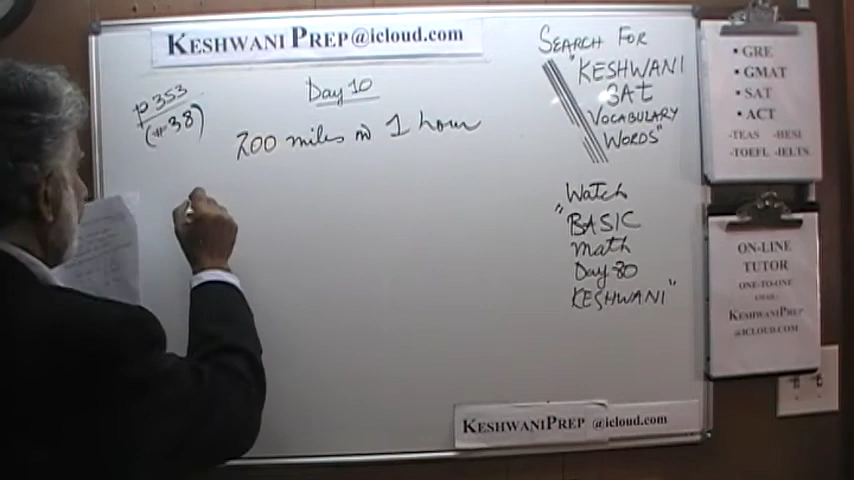 KESHWANI PREP@icloud.com
Day 10
p 353
(#38)
200 miles in 1 hour
SEARCH FOR
"KESHWANI
SAT
VOCABULARY
WORDS"
Watch
"BASIC
math
Day 80
KESHWANI"
KESHWANIPREP @icloud.com
• GRE
• GMAT
• SAT
• ACT
-TEAS -HESI
-TOEFL -IELTS
ON-LINE
TUTOR
ONE-TO-ONE
KESHWANIPREP
@ICLOUD.COM